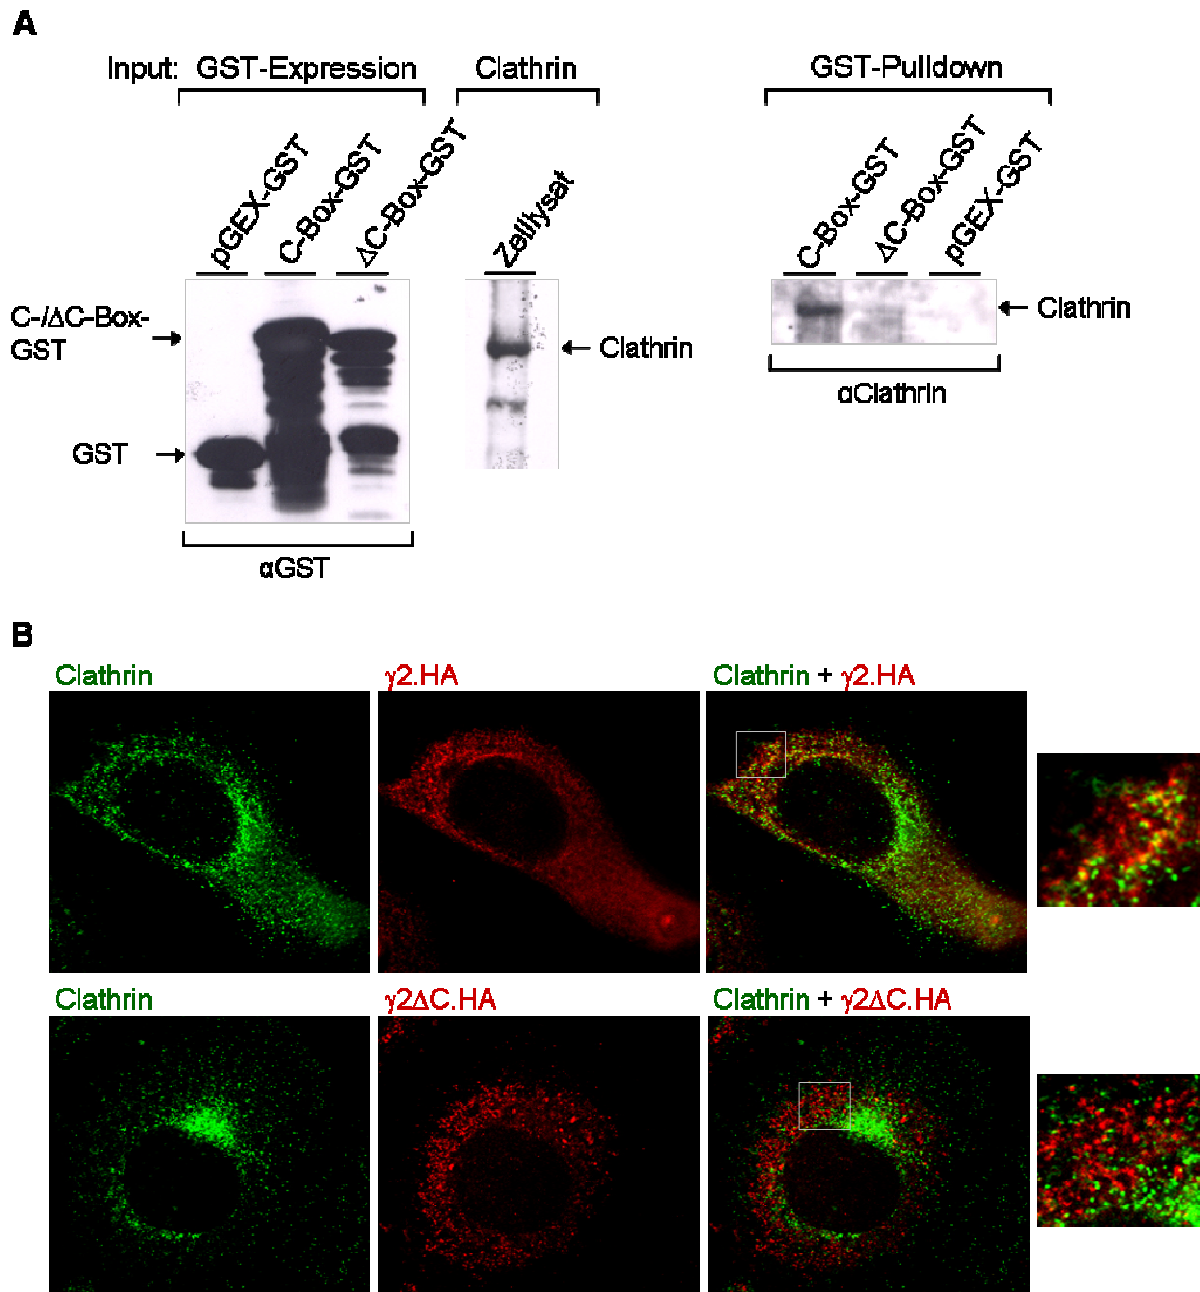 A
Input: GST-Expression Clathrin GST-Pulldown
pGEX-GST C-Box-GST ΔC-Box-GST Zelllysat C-Box-GST ΔC-Box-GST pGEX-GST
C-/ΔC-Box-
GST
Clathrin
Clathrin
GST
αClathrin
αGST
B
Clathrin γ2.HA Clathrin + γ2.HA
Clathrin γ2ΔC.HA Clathrin + γ2ΔC.HA